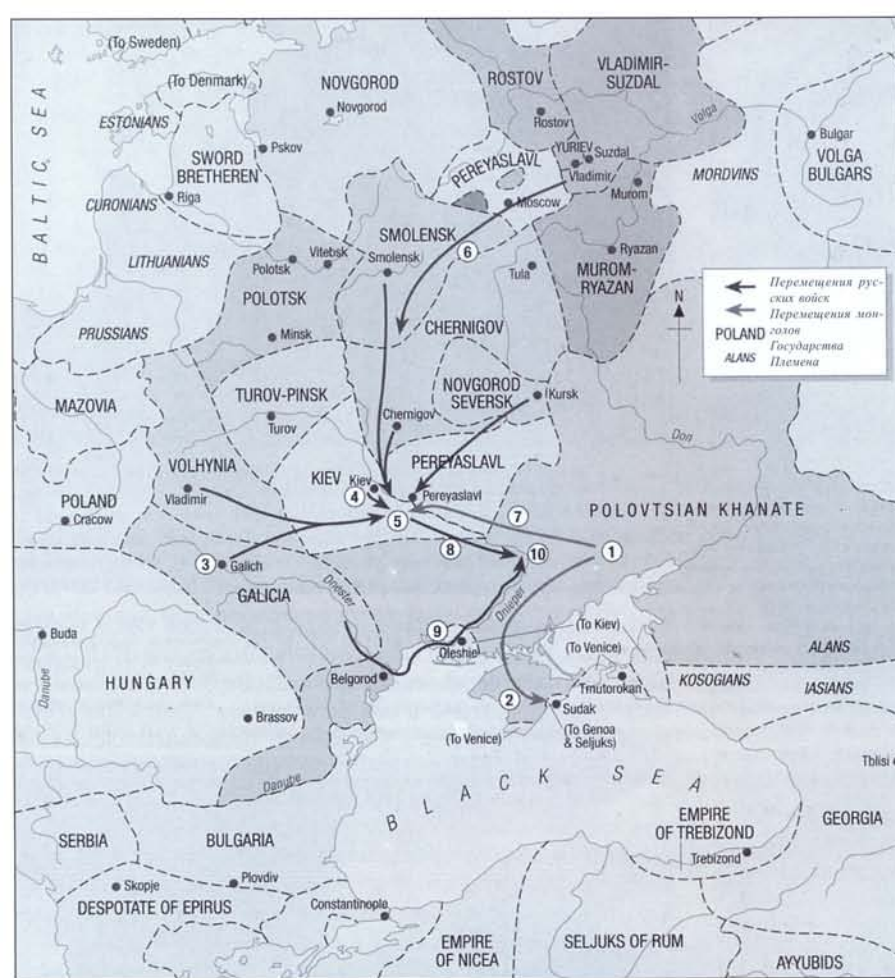 (To Sweden)
(To Denmark)
NOVGOROD
Novgorod
ROSTOV
Rostov
VLADIMIR-
SUZDAL
Volga
BALTIC SEA
ESTONIANS
Pskov
SWORD
BRETHEREN
Riga
CURONIANS
LITHUANIANS
PEREYASLAVL
YURIEV
Suzdal
Vladimir
Murom
Moscow
MORDVINS
Bulgar
VOLGA
BULGARS
SMOLENSK
Smolensk
6
Polotsk
Vitebsk
POLOTSK
Minsk
Tula
Ryazan
MUROM-
RYAZAN
PRUSSIANS
CHERNIGOV
N
Перемещения рус-
ских войск
Перемещения мон-
голов
POLAND
Государства
ALANS
Племена
MAZOVIA
TUROV-PINSK
Turov
NOVGOROD
SEVERSK
Kursk
Chernigov
Don
VOLHYNIA
Vladimir
KIEV
Kiev
4
PEREYASLAVL
Pereyaslavl
POLAND
Cracow
5
7
POLOVTSIAN KHANATE
3
Galich
8
10
1
GALICIA
Dniester
Dnieper
Buda
Danube
HUNGARY
Brassov
9
Oleshie
Belgorod
(To Kiev)
(To Venice)
Tmutorokan
ALANS
KOSOGIANS
IASIANS
2
Sudak
(To Venice)
(To Genoa
& Seljuks)
Danube
BLACK SEA
Tblisi
SERBIA
BULGARIA
Skopje
Plovdiv
DESPOTATE OF EPIRUS
Constantinople
EMPIRE
OF TREBIZOND
Trebizond
GEORGIA
EMPIRE
OF NICEA
SELJUKS OF RUM
AYYUBIDS